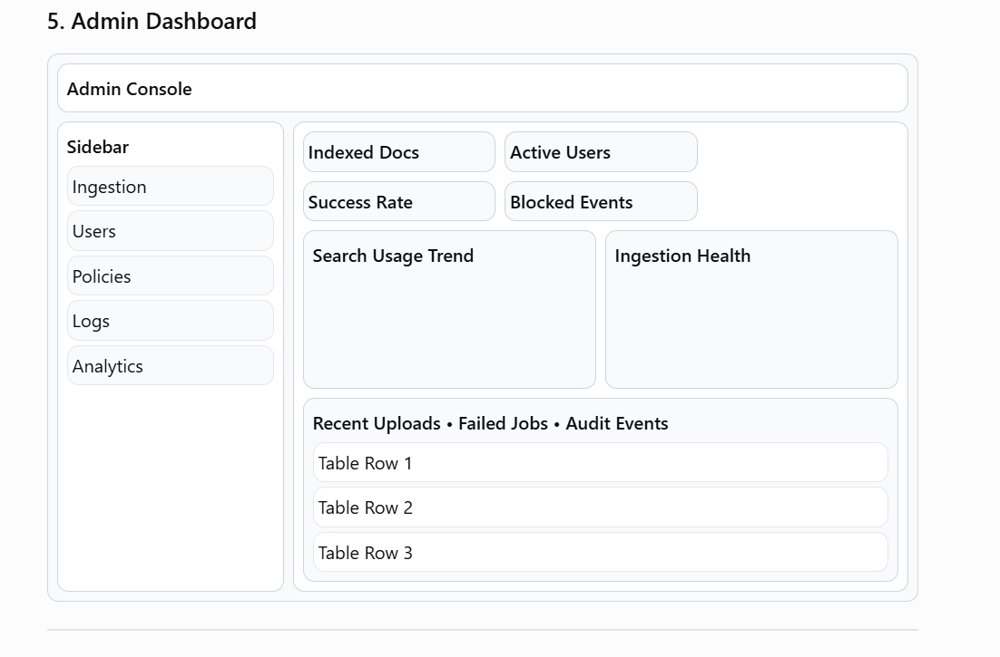 5. Admin Dashboard
Admin Console
Sidebar
Ingestion
Users
Policies
Logs
Analytics
Indexed Docs
Active Users
Success Rate
Blocked Events
Search Usage Trend
Ingestion Health
Recent Uploads • Failed Jobs • Audit Events
Table Row 1
Table Row 2
Table Row 3